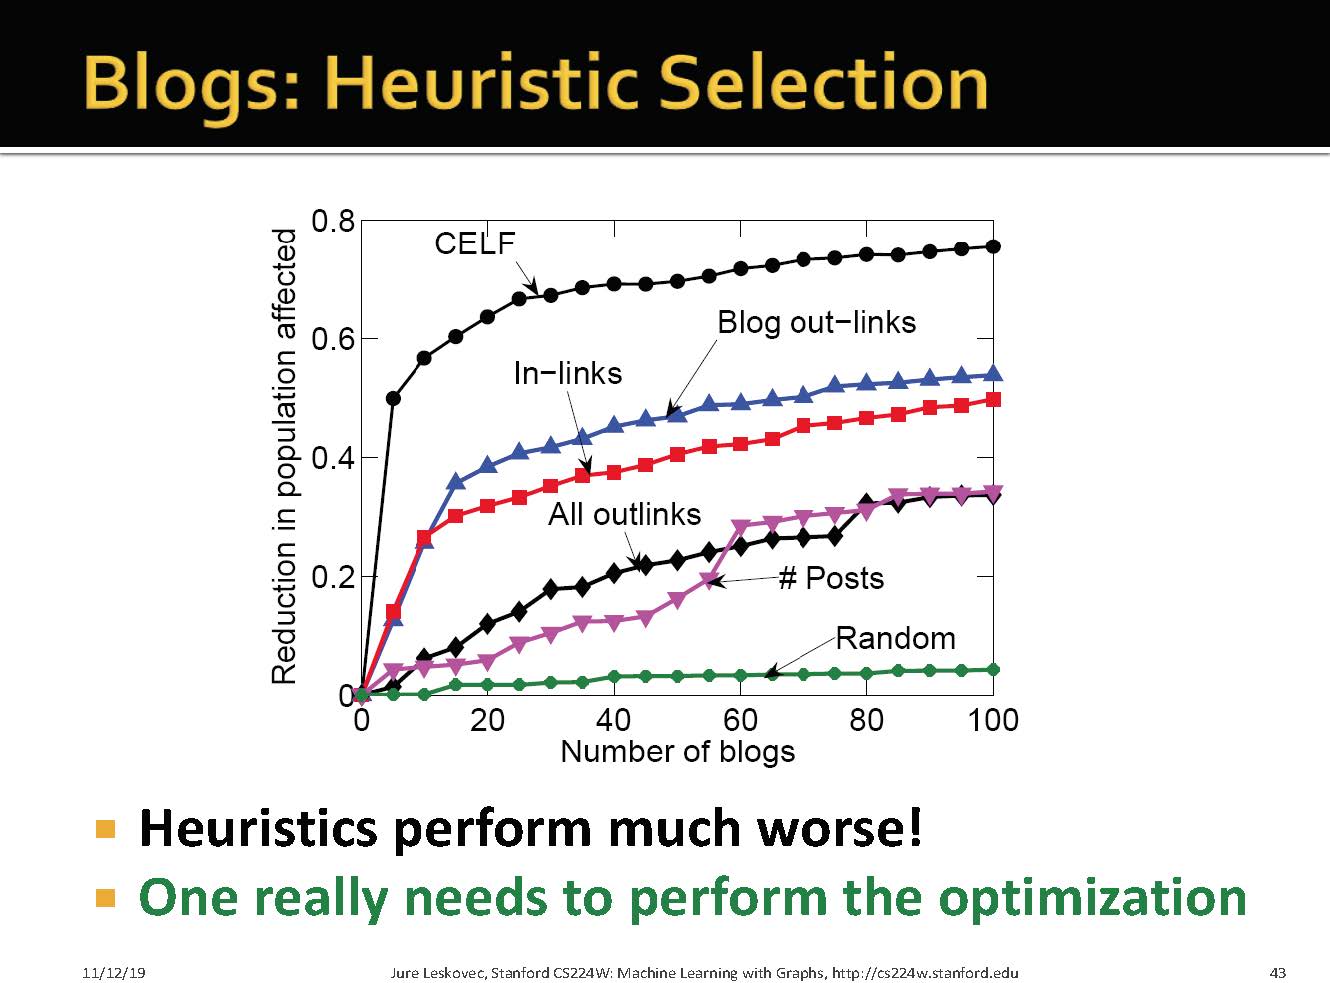 Blogs: Heuristic Selection
0.8
0.6
0.4
0.2
0
Reduction in population affected
CELF
Blog out−links
In−links
All outlinks
# Posts
Random
0 20 40 60 80 100
Number of blogs
Heuristics perform much worse!
One really needs to perform the optimization
11/12/19
Jure Leskovec, Stanford CS224W: Machine Learning with Graphs, http://cs224w.stanford.edu
43